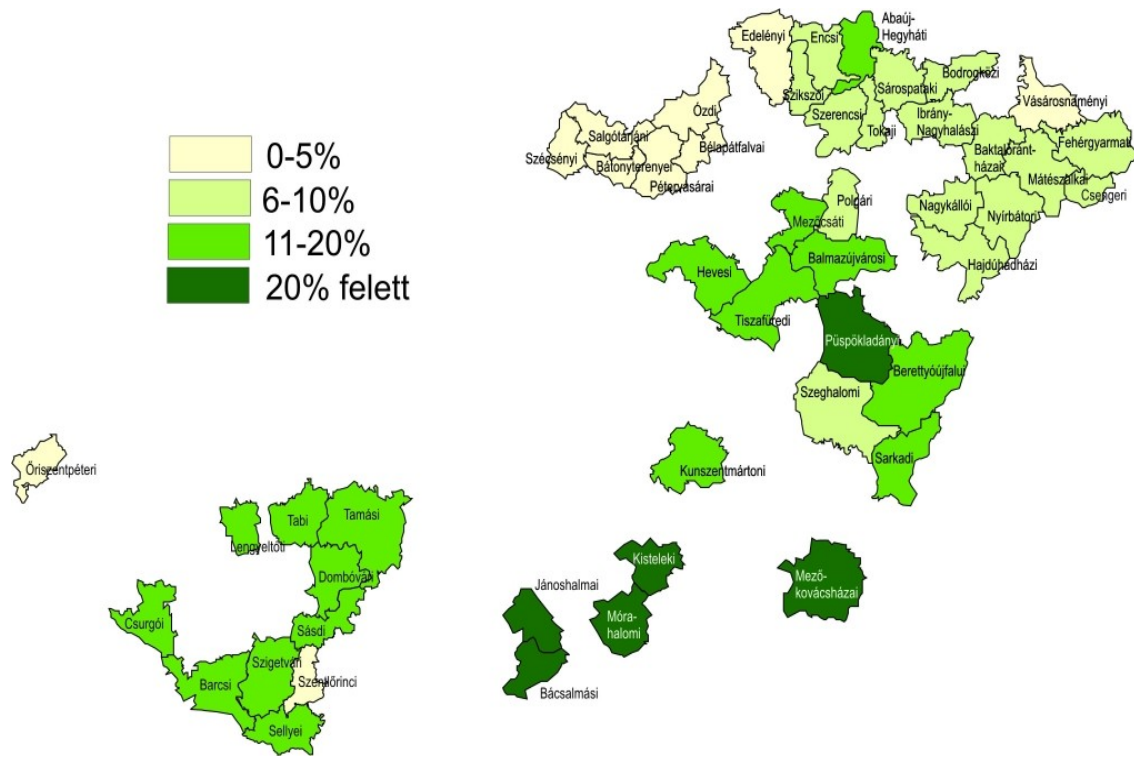 0-5%
6-10%
11-20%
20% felett
Abaúj-
Hegyháti
Edelényi
Encsi
Bodrogközi
Sárospataki
Szikszói
Vásárosnaményi
Ózdi
Szerencsi
Tokaji
Ibrány-
Nagyhalászi
Salgótarjáni
Fehérgyarmati
Szécsényi
Bélapátfalvai
Baktalóránt-
házak
Bátonyterenyei
Mátészalkai
Pétervásárai
Csengeri
Polgári
Nagykállói
Nyírbátori
Mezőcsáti
Balmazújvárosi
Hajdúhadházi
Hevesi
Tiszafüredi
Püspökladányi
Berettyóújfalui
Szeghalomi
Sarkadi
Kunszentmártoni
Őriszentpéteri
Tabi
Tamási
Lengyeltóti
Kisteleki
Dombóvári
Jánoshalmai
Mező-
kovácsházai
Móra-
halomi
Csurgói
Sásdi
Szigetvári
Szentlőrinci
Barcsi
Bácsalmási
Sellyei